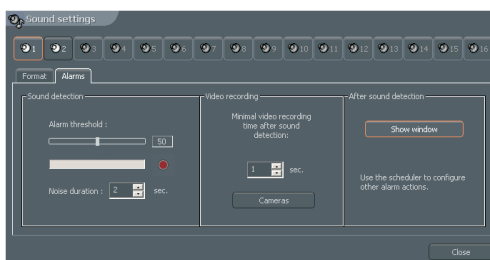 Sound settings
1 2 3 4 5 6 7 8 9 10 11 12 13 14 15 16
Format Alarms
Sound detection
Alarm threshold :
50
Noise duration : 2 sec.
Video recording
Minimal video recording
time after sound
detection:
1 sec.
Cameras
After sound detection
Show window
Use the scheduler to configure
other alarm actions.
Close